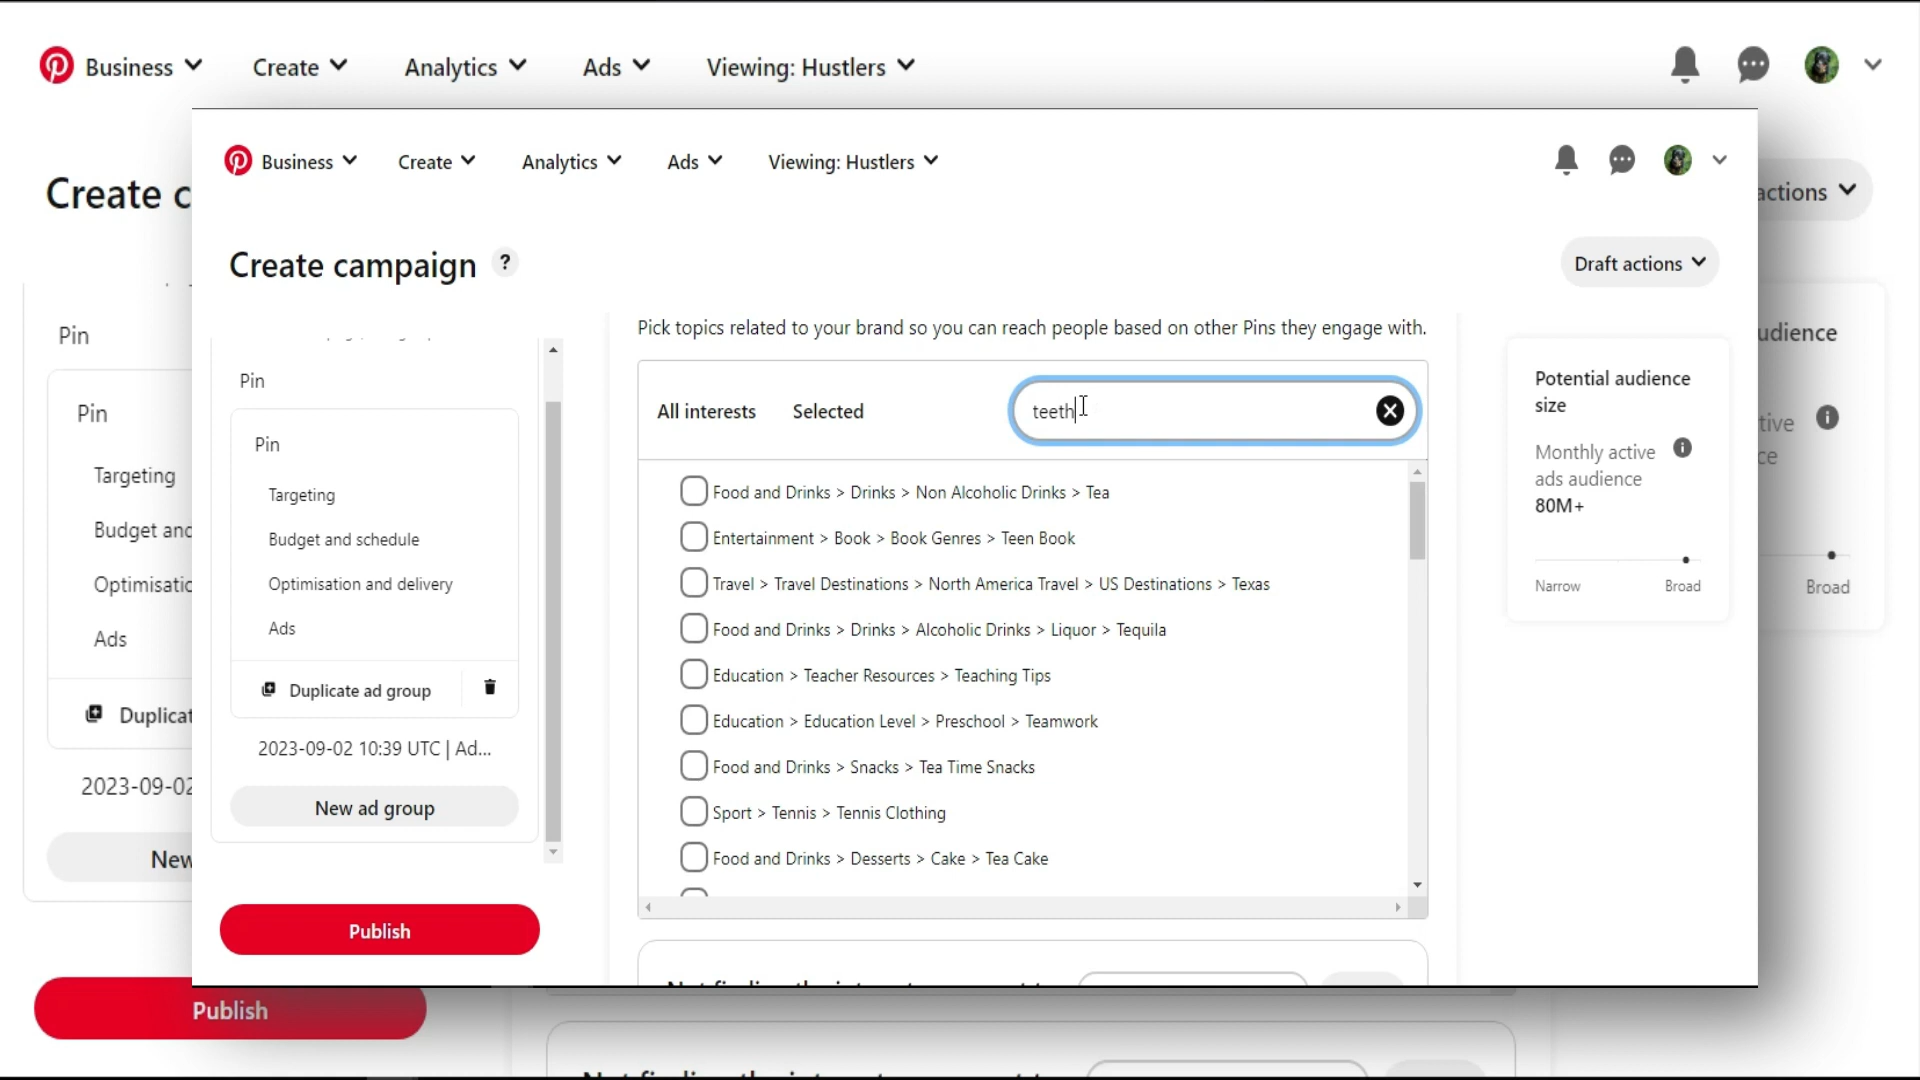 Business
Create
Analytics
Ads
Viewing: Hustlers
Create c
actions
Pin
Pin
Targeting
Budget and
Optimisatic
Ads
Duplicat
2023-09-02
New
Publish
udience
tive
ce
Broad
Business
Create
Analytics
Ads
Viewing: Hustlers
Create campaign ?
Draft actions
Pin
Pin
Targeting
Budget and schedule
Optimisation and delivery
Ads
Duplicate ad group
2023-09-02 10:39 UTC | Ad...
New ad group
Publish
Pick topics related to your brand so you can reach people based on other Pins they engage with.
All interests
Selected
teeth
Food and Drinks > Drinks > Non Alcoholic Drinks > Tea
Entertainment > Book > Book Genres > Teen Book
Travel > Travel Destinations > North America Travel > US Destinations > Texas
Food and Drinks > Drinks > Alcoholic Drinks > Liquor > Tequila
Education > Teacher Resources > Teaching Tips
Education > Education Level > Preschool > Teamwork
Food and Drinks > Snacks > Tea Time Snacks
Sport > Tennis > Tennis Clothing
Food and Drinks > Desserts > Cake > Tea Cake
Potential audience
size
Monthly active
ads audience
80M+
Narrow
Broad